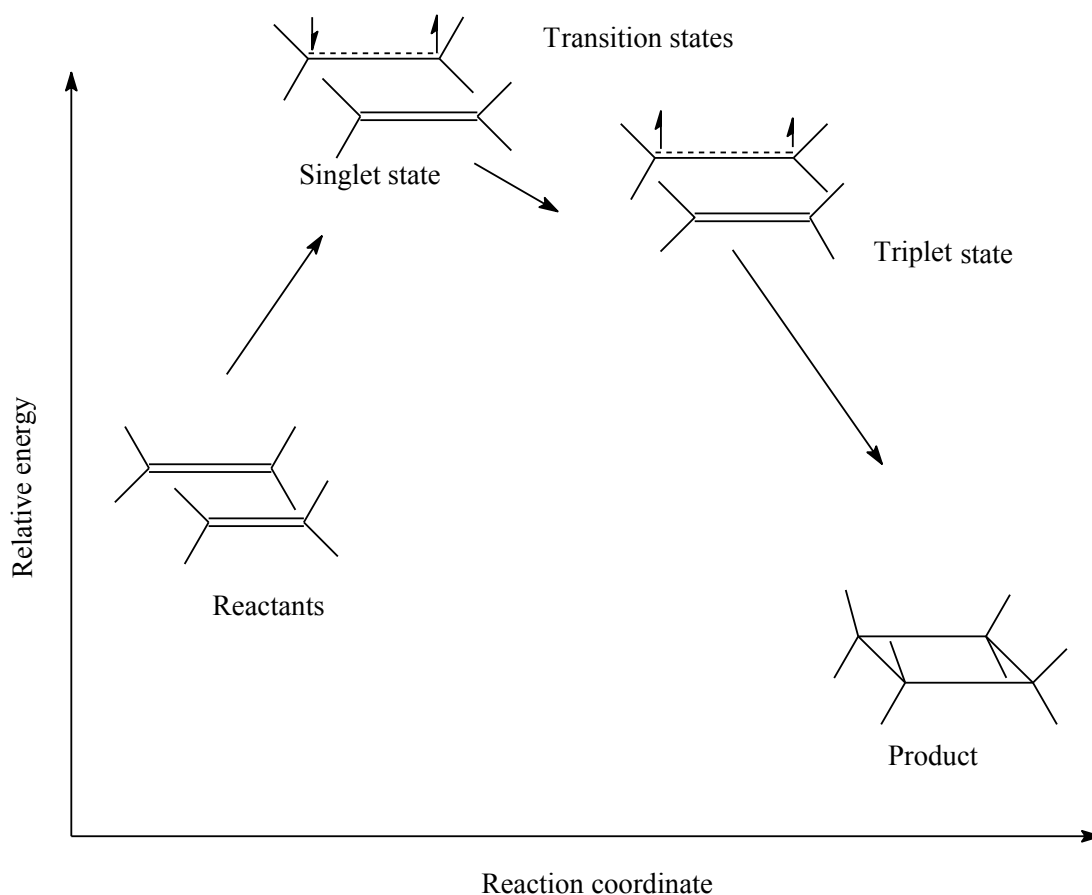 Transition states
Singlet state
Triplet state
Relative energy
Reactants
Product
Reaction coordinate